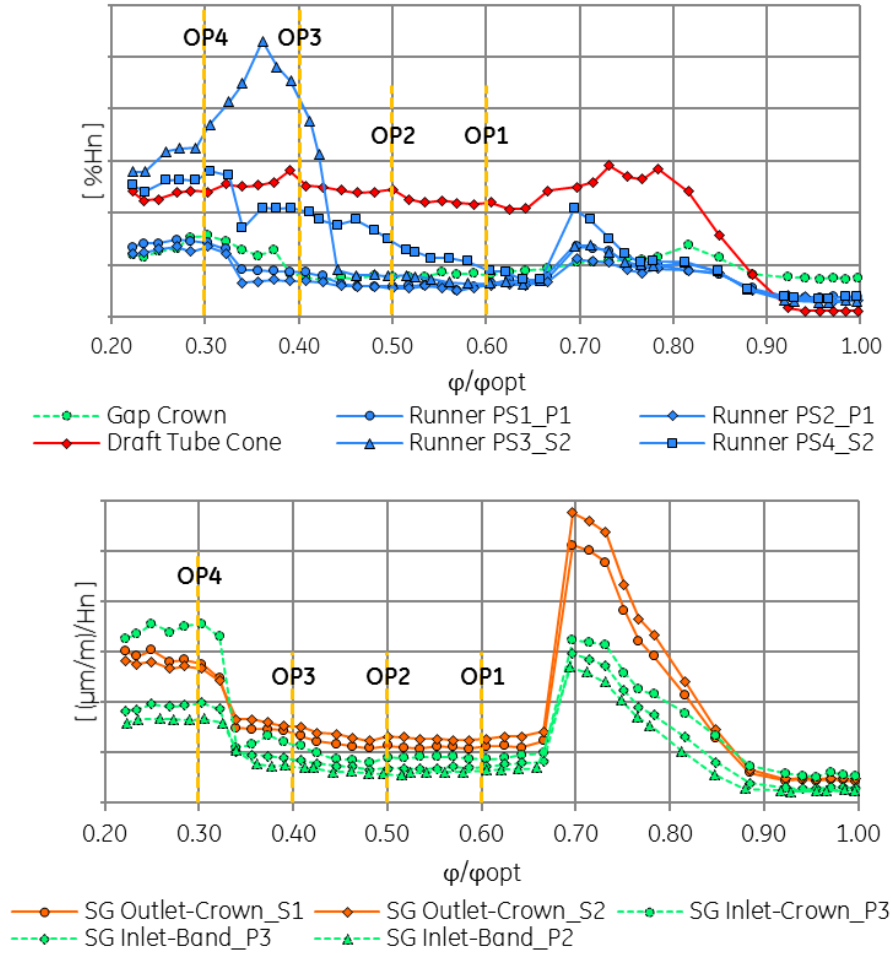 OP4 OP3
OP2 OP1
[ %Hn ]
0.20 0.30 0.40 0.50 0.60 0.70 0.80 0.90 1.00
φ/φopt
Gap Crown Runner PS1_P1 Runner PS2_P1
Draft Tube Cone Runner PS3_S2 Runner PS4_S2
OP4
[ (μm/m)/Hn ]
OP3 OP2 OP1
0.20 0.30 0.40 0.50 0.60 0.70 0.80 0.90 1.00
φ/φopt
SG Outlet-Crown_S1 SG Outlet-Crown_S2 SG Inlet-Crown_P3
SG Inlet-Band_P3 SG Inlet-Band_P2